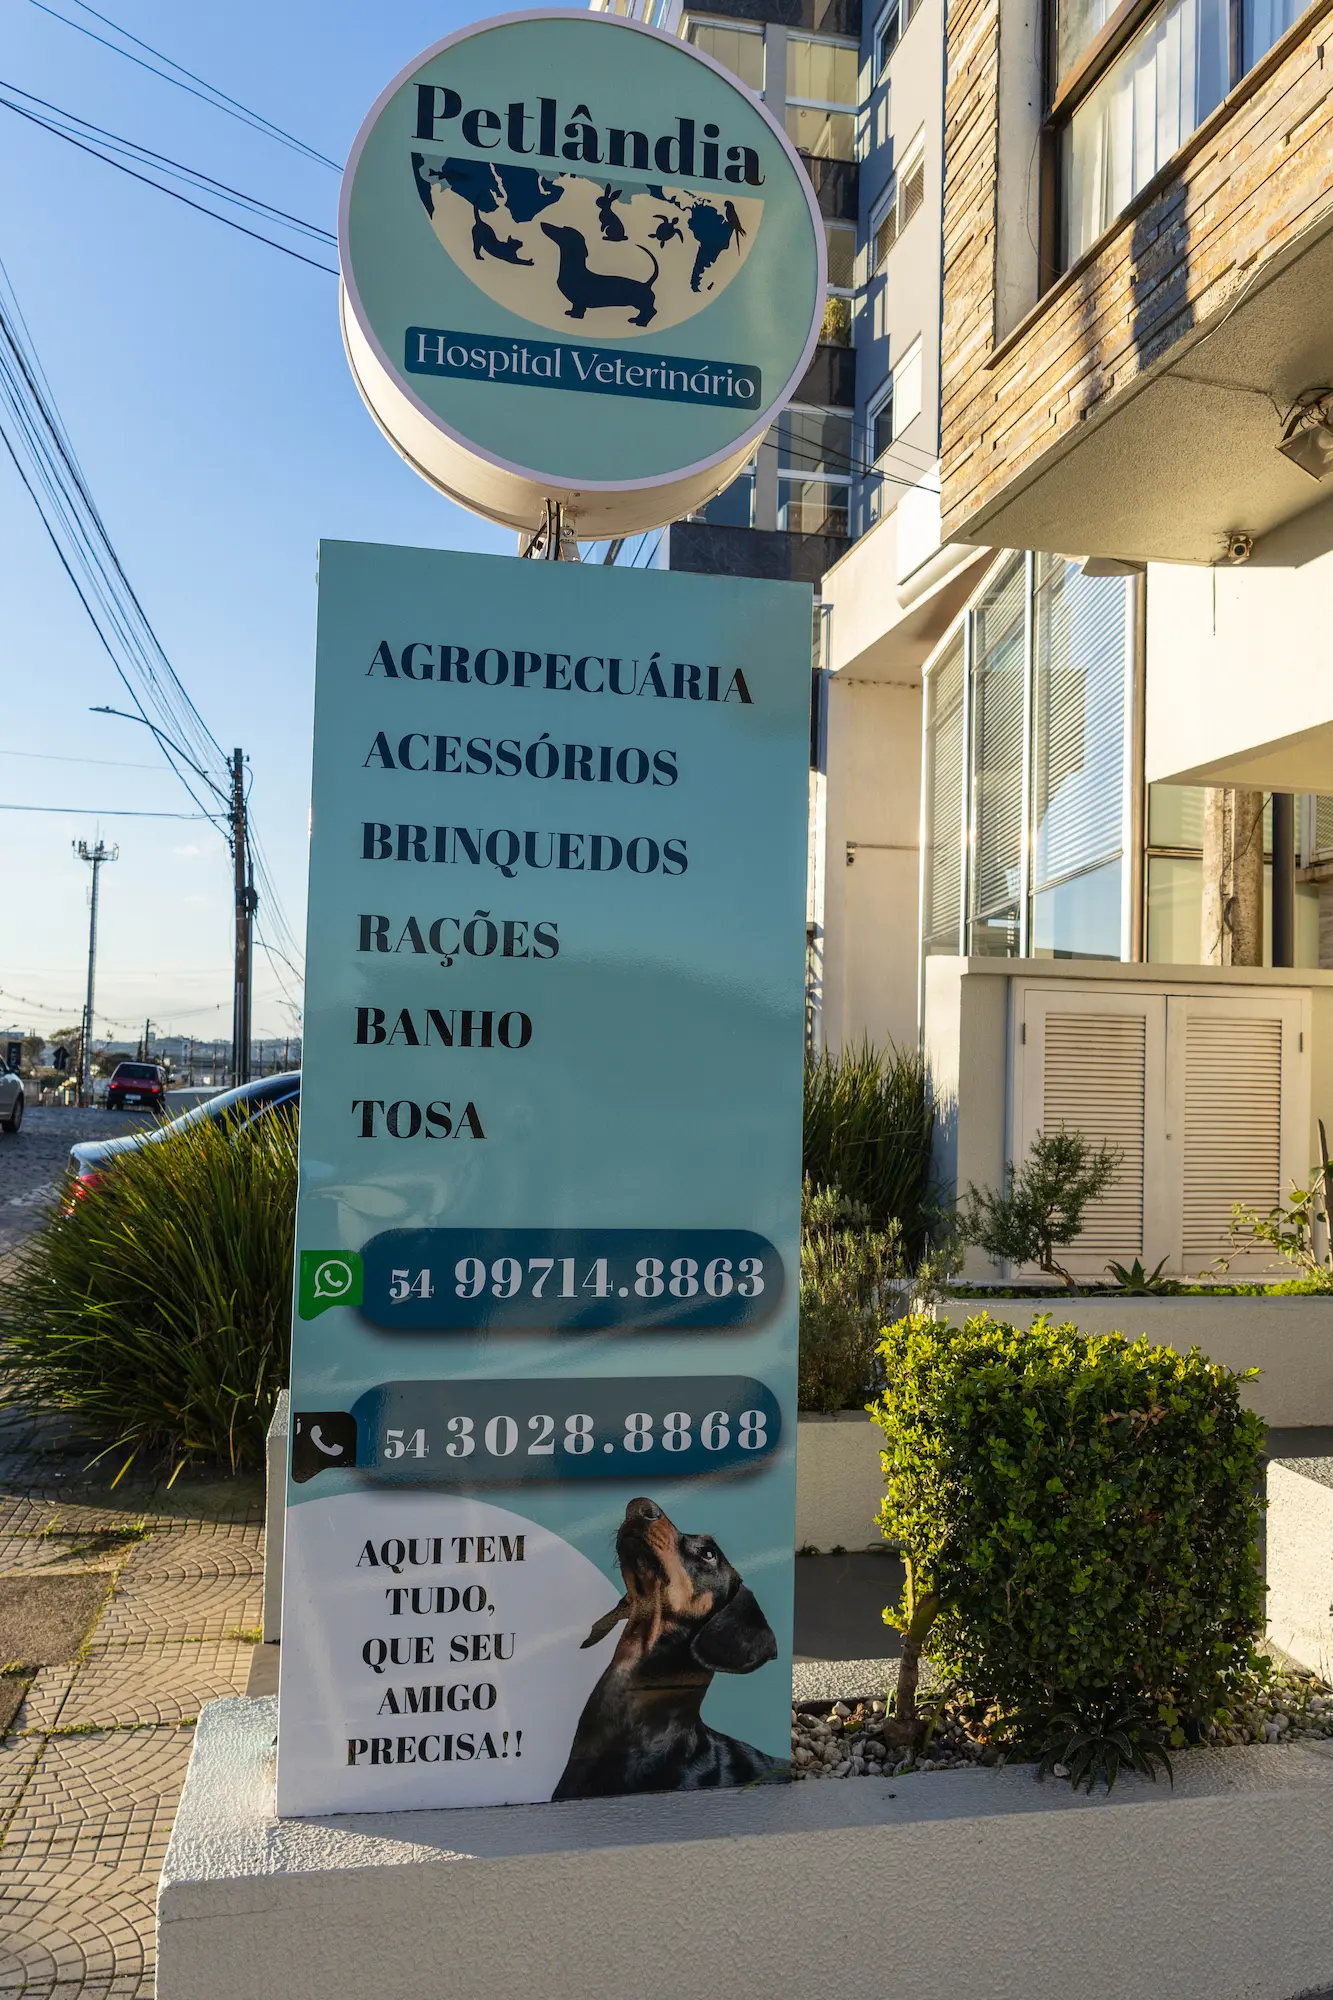 Petlândia
Hospital Veterinário
AGROPECUÁRIA
ACESSÓRIOS
BRINQUEDOS
RAÇÕES
BANHO
TOSA
54 99714.8863
54 3028.8868
AQUI TEM
TUDO,
QUE SEU
AMIGO
PRECISA!!